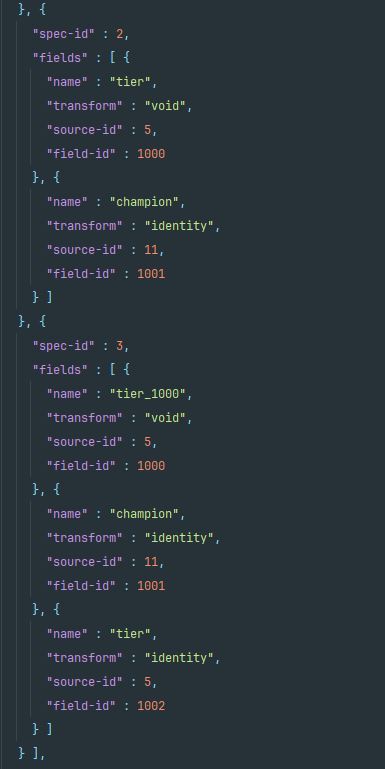 }, {
"spec-id" : 2,
"fields" : [ {
"name" : "tier",
"transform" : "void",
"source-id" : 5,
"field-id" : 1000
}, {
"name" : "champion",
"transform" : "identity",
"source-id" : 11,
"field-id" : 1001
} ]
}, {
"spec-id" : 3,
"fields" : [ {
"name" : "tier_1000",
"transform" : "void",
"source-id" : 5,
"field-id" : 1000
}, {
"name" : "champion",
"transform" : "identity",
"source-id" : 11,
"field-id" : 1001
}, {
"name" : "tier",
"transform" : "identity",
"source-id" : 5,
"field-id" : 1002
} ]
} ],